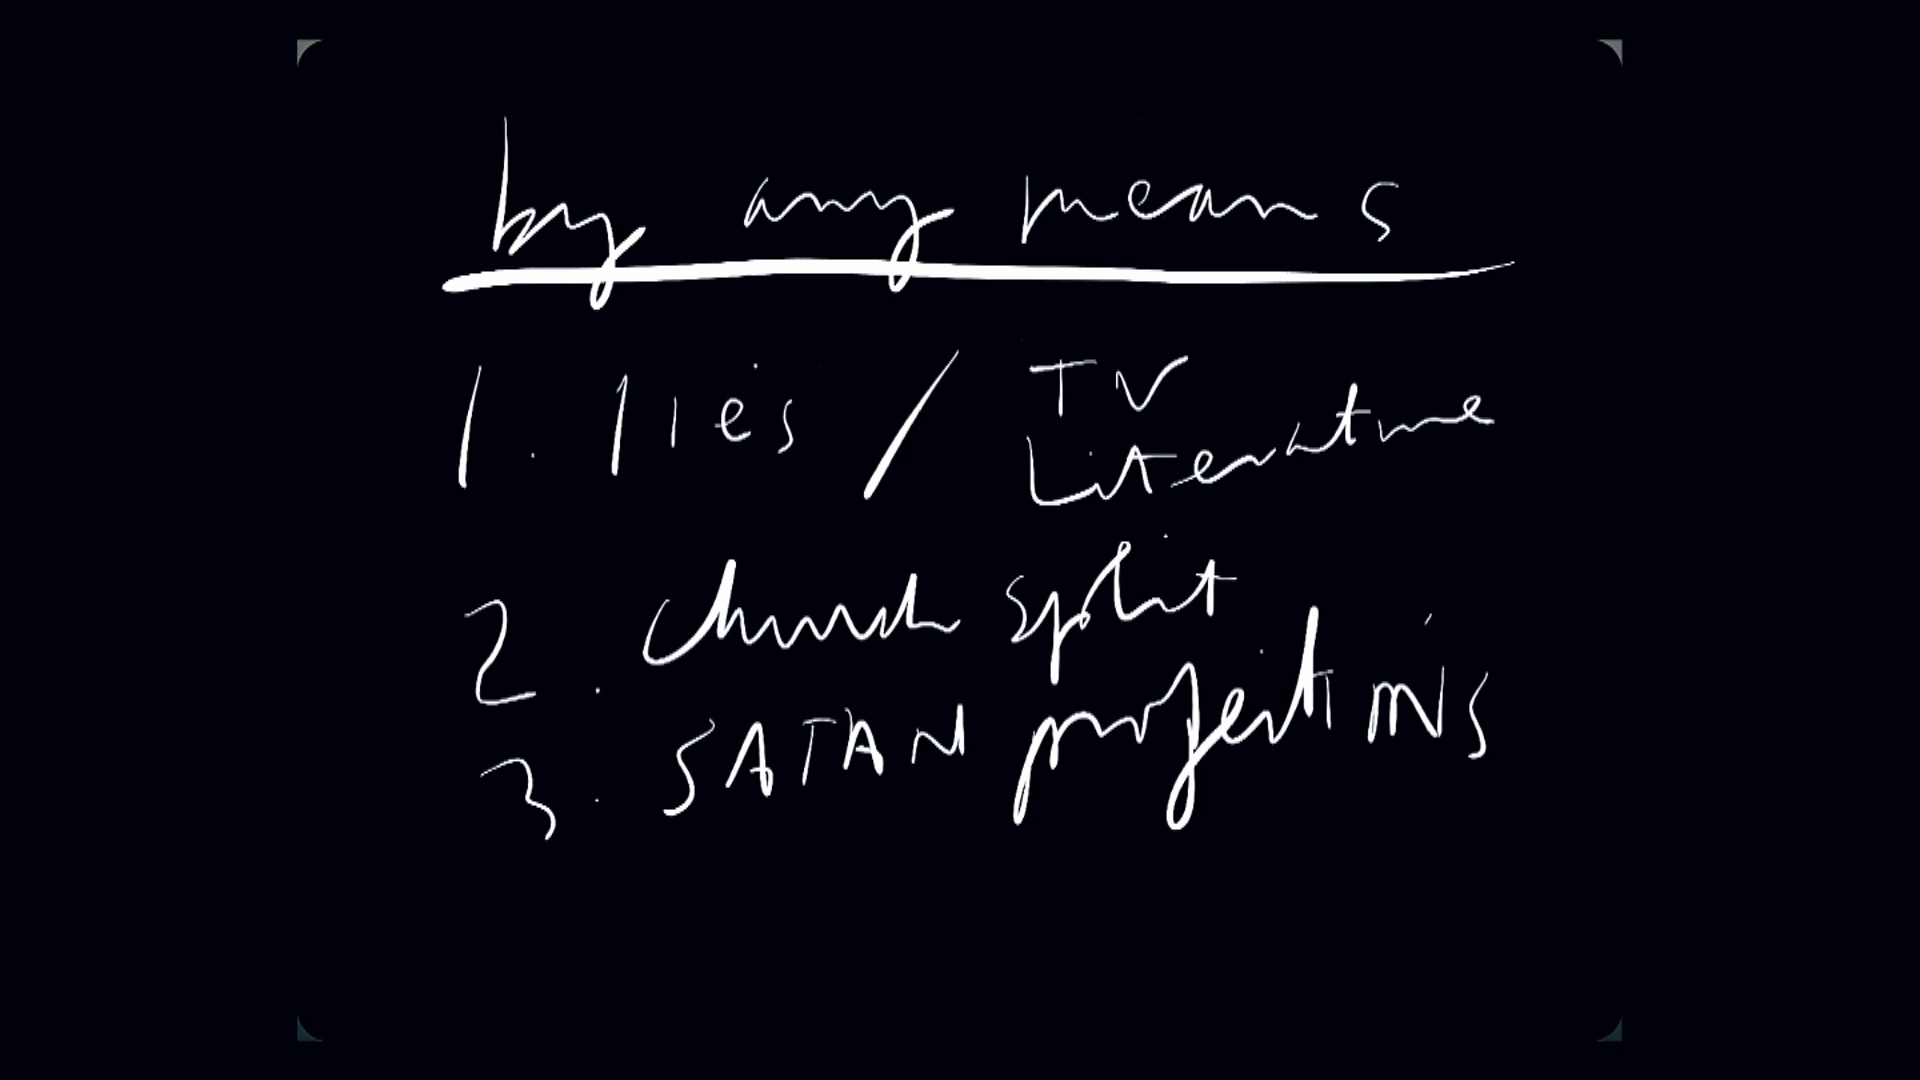 by any means
1. lies / TV
Literature
2. church split
3. SATAN projections